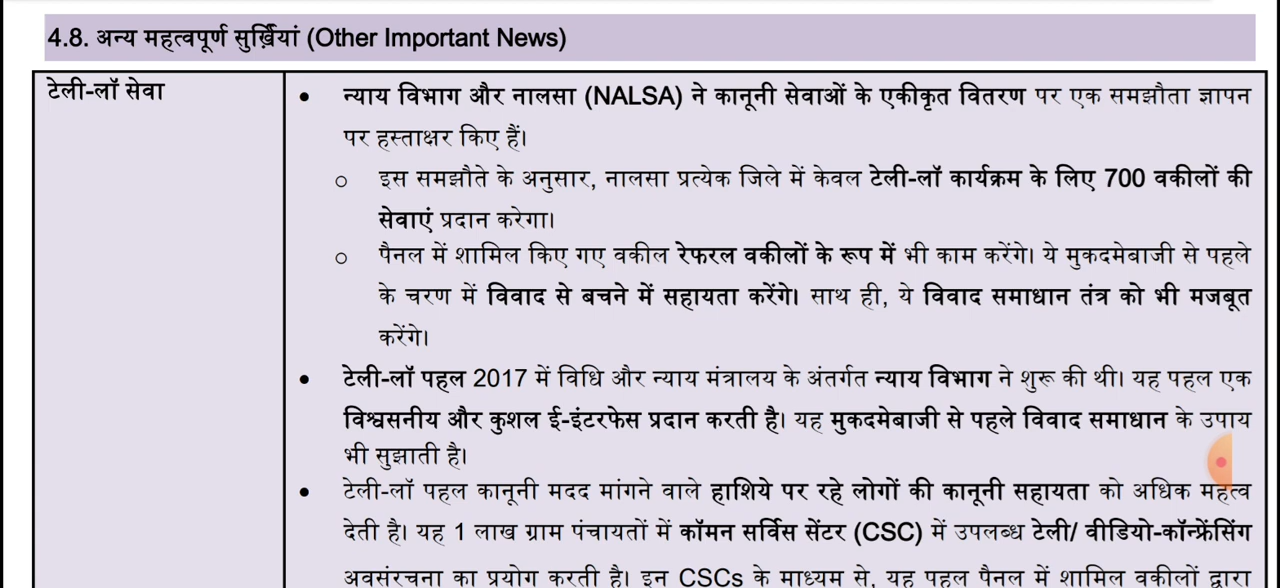 4.8. अन्य महत्वपूर्ण सुर्ख़ियां (Other Important News)
टेली-लॉ सेवा
• न्याय विभाग और नालसा (NALSA) ने कानूनी सेवाओं के एकीकृत वितरण पर एक समझौता ज्ञापन
पर हस्ताक्षर किए हैं।
o इस समझौते के अनुसार, नालसा प्रत्येक जिले में केवल टेली-लॉ कार्यक्रम के लिए 700 वकीलों की
सेवाएं प्रदान करेगा।
o पैनल में शामिल किए गए वकील रेफरल वकीलों के रूप में भी काम करेंगे। ये मुकदमेबाजी से पहले
के चरण में विवाद से बचने में सहायता करेंगे। साथ ही, ये विवाद समाधान तंत्र को भी मजबूत
करेंगे।
• टेली-लॉ पहल 2017 में विधि और न्याय मंत्रालय के अंतर्गत न्याय विभाग ने शुरू की थी। यह पहल एक
विश्वसनीय और कुशल ई-इंटरफेस प्रदान करती है। यह मुकदमेबाजी से पहले विवाद समाधान के उपाय
भी सुझाती है।
• टेली-लॉ पहल कानूनी मदद मांगने वाले हाशिये पर रहे लोगों की कानूनी सहायता को अधिक महत्व
देती है। यह 1 लाख ग्राम पंचायतों में कॉमन सर्विस सेंटर (CSC) में उपलब्ध टेली/ वीडियो-कॉन्फ्रेंसिंग
अवसंरचना का प्रयोग करती है। इन CSCs के माध्यम से, यह पहल पैनल में शामिल वकीलों द्वारा